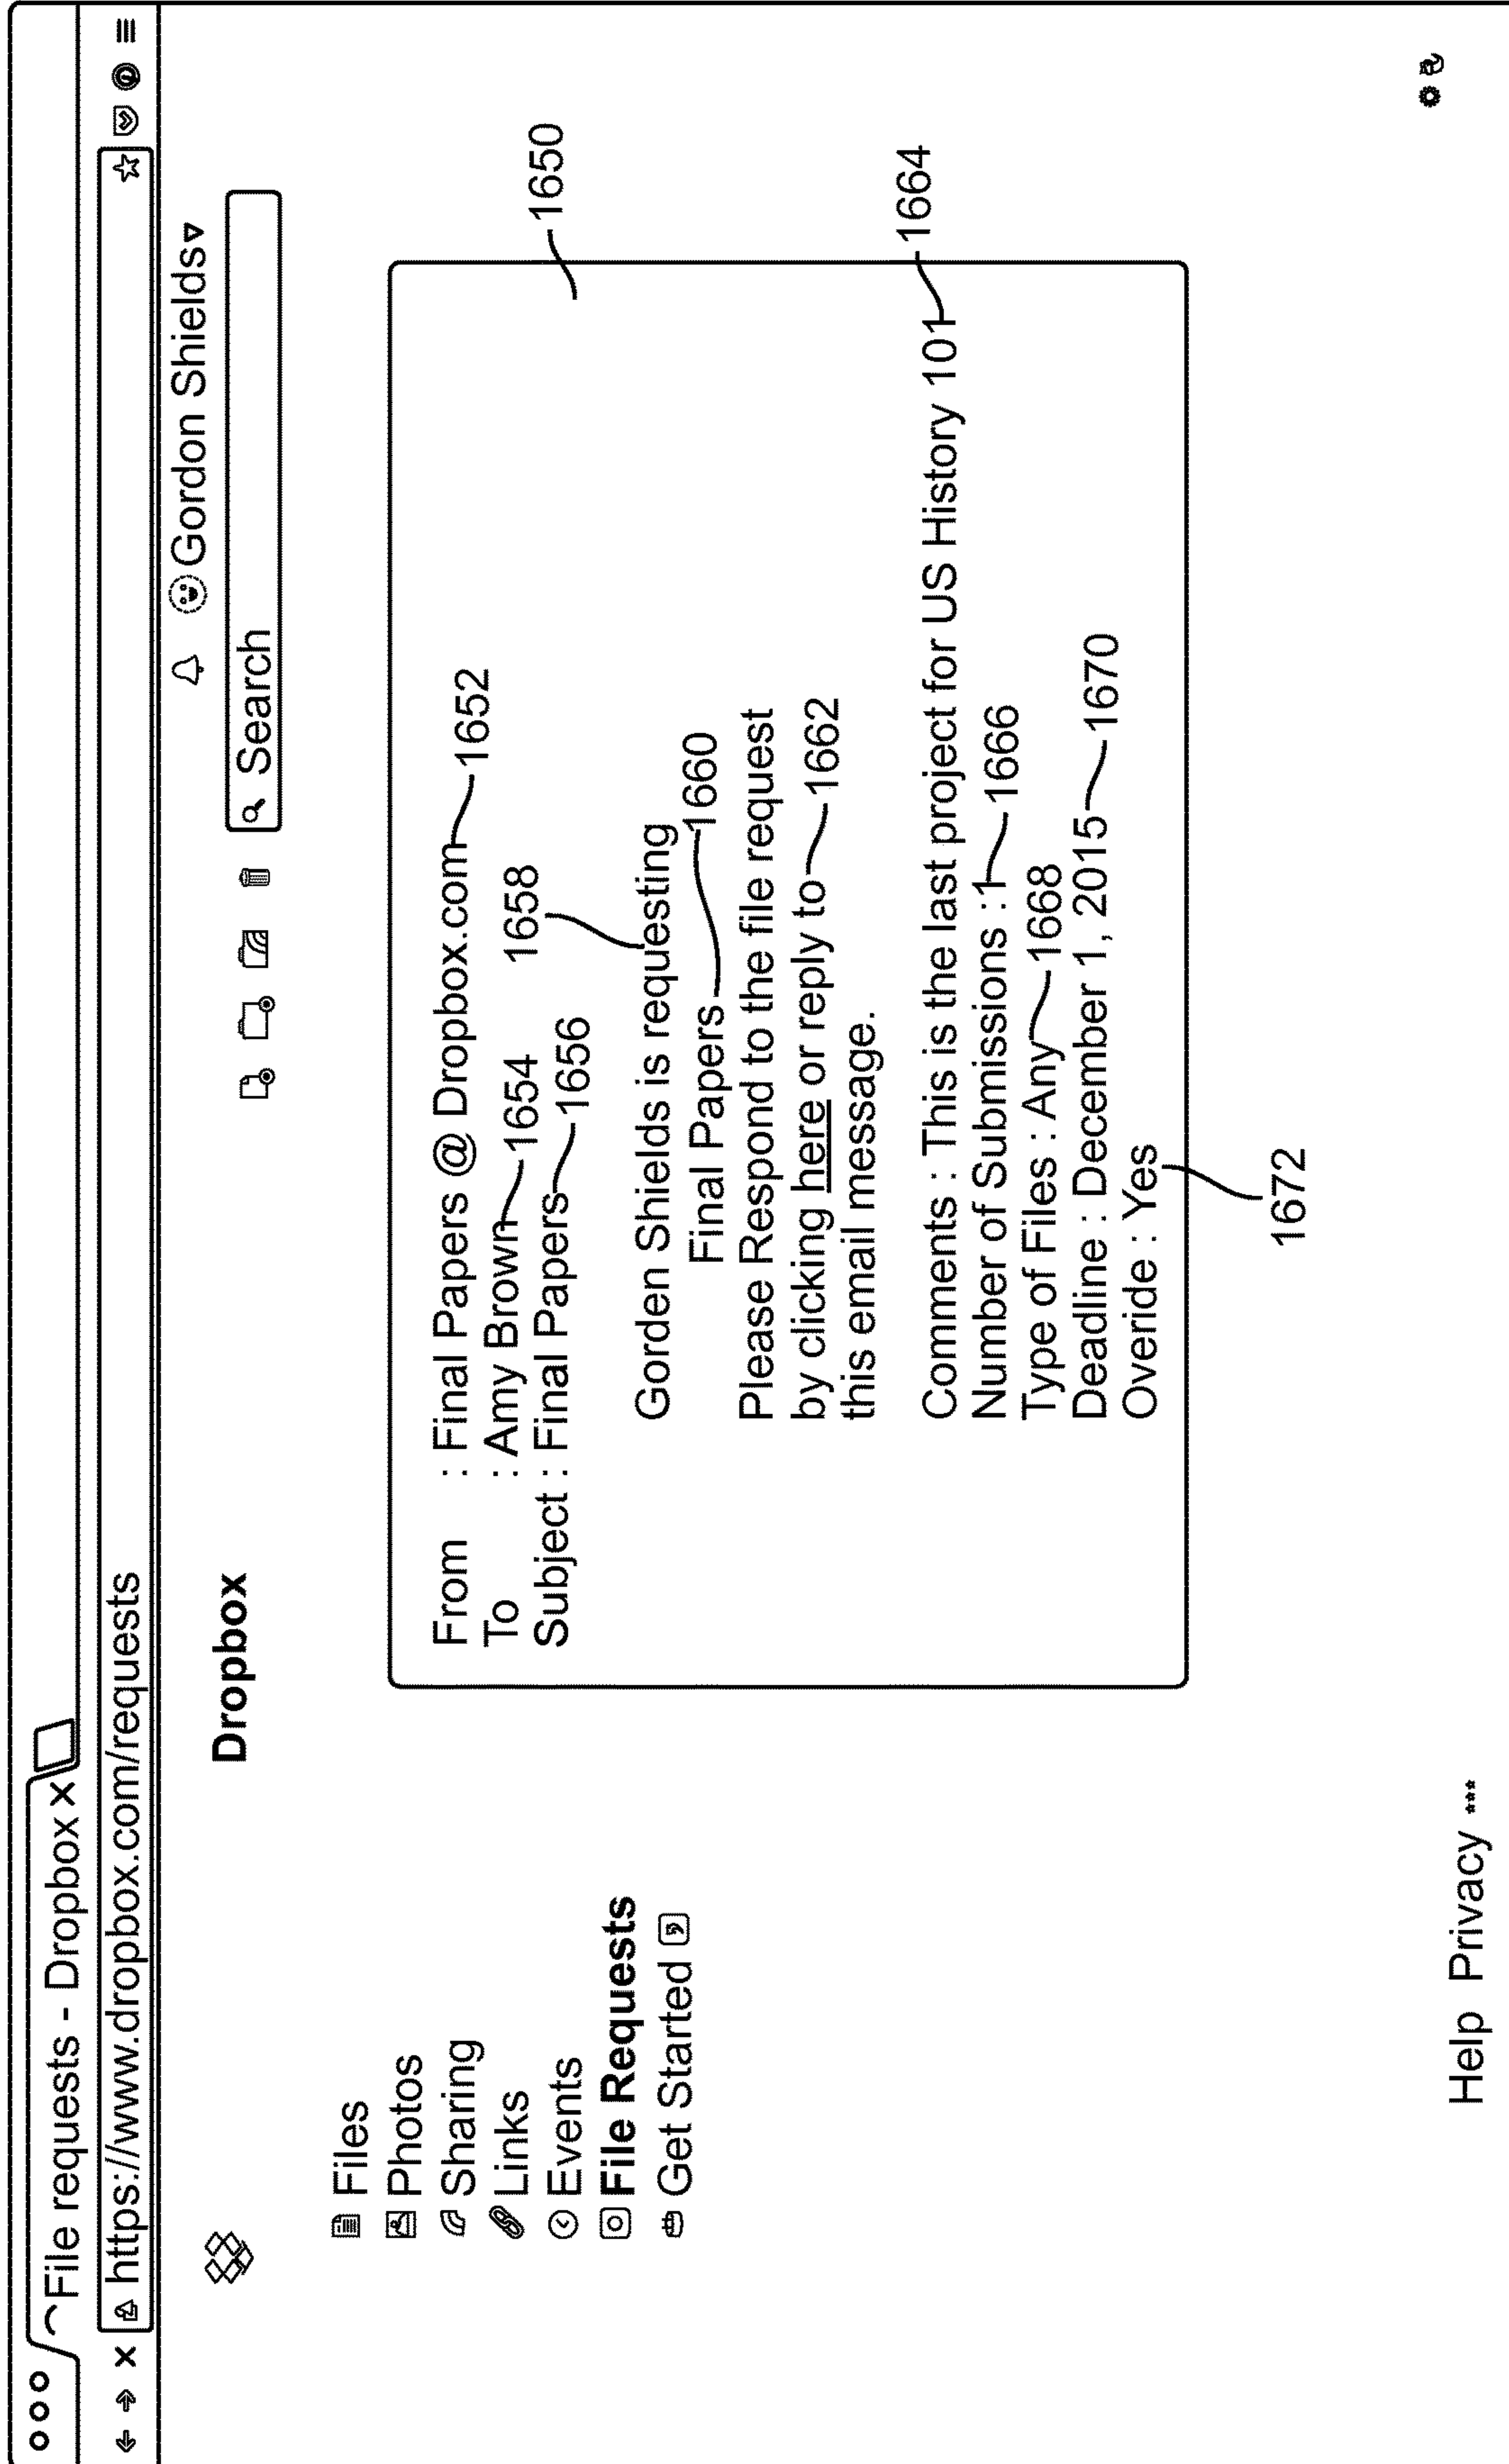 File requests - Dropbox
https://www.dropbox.com/requests
Gordon Shields
Dropbox
Search
Files
Photos
Sharing
Links
Events
File Requests
Get Started
From : Final Papers @ Dropbox.com 1652
To : Amy Brown 1654
Subject : Final Papers 1656
1658
1650
Gorden Shields is requesting
Final Papers 1660
Please Respond to the file request
by clicking here or reply to 1662
this email message.
Comments : This is the last project for US History 101 1664
Number of Submissions :1 1666
Type of Files : Any 1668
Deadline : December 1, 2015 1670
Overide : Yes
1672
Help Privacy